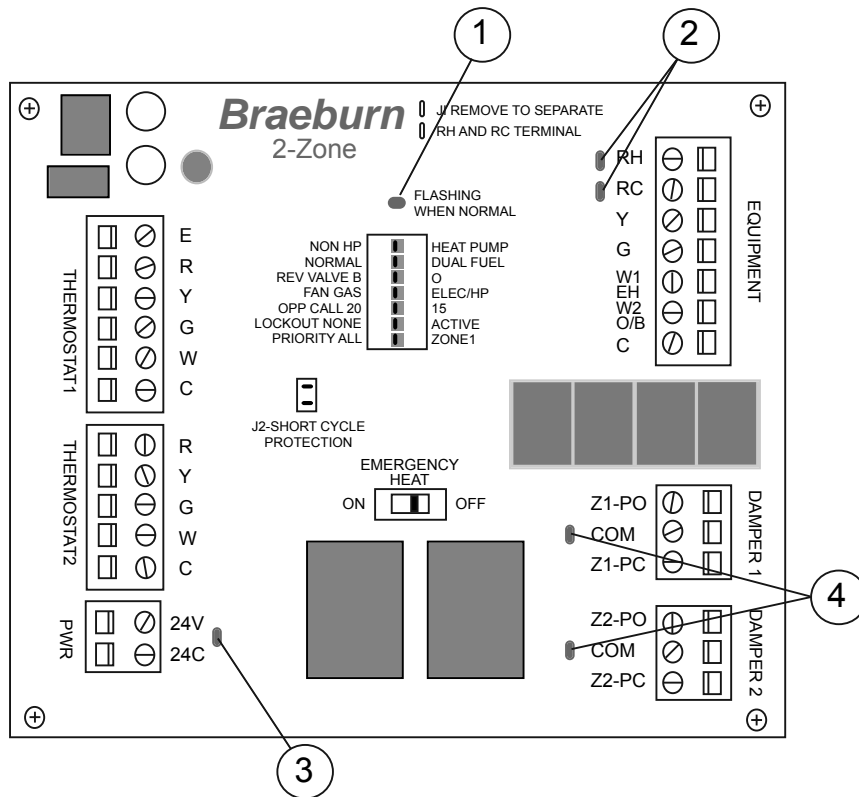 1
2
Braeburn
2-Zone
J1 REMOVE TO SEPARATE
RH AND RC TERMINAL
FLASHING
WHEN NORMAL
NON HP HEAT PUMP
NORMAL DUAL FUEL
REV VALVE B O
FAN GAS ELEC/HP
OPP CALL 20 15
LOCKOUT NONE ACTIVE
PRIORITY ALL ZONE1
J2-SHORT CYCLE
PROTECTION
EMERGENCY
HEAT
ON OFF
THERMOSTAT1
E
R
Y
G
W
C
THERMOSTAT2
R
Y
G
W
C
PWR
24V
24C
3
RH
RC
Y
G
W1
EH
W2
O/B
C
EQUIPMENT
Z1-PO
COM
Z1-PC
DAMPER 1
Z2-PO
COM
Z2-PC
DAMPER 2
4